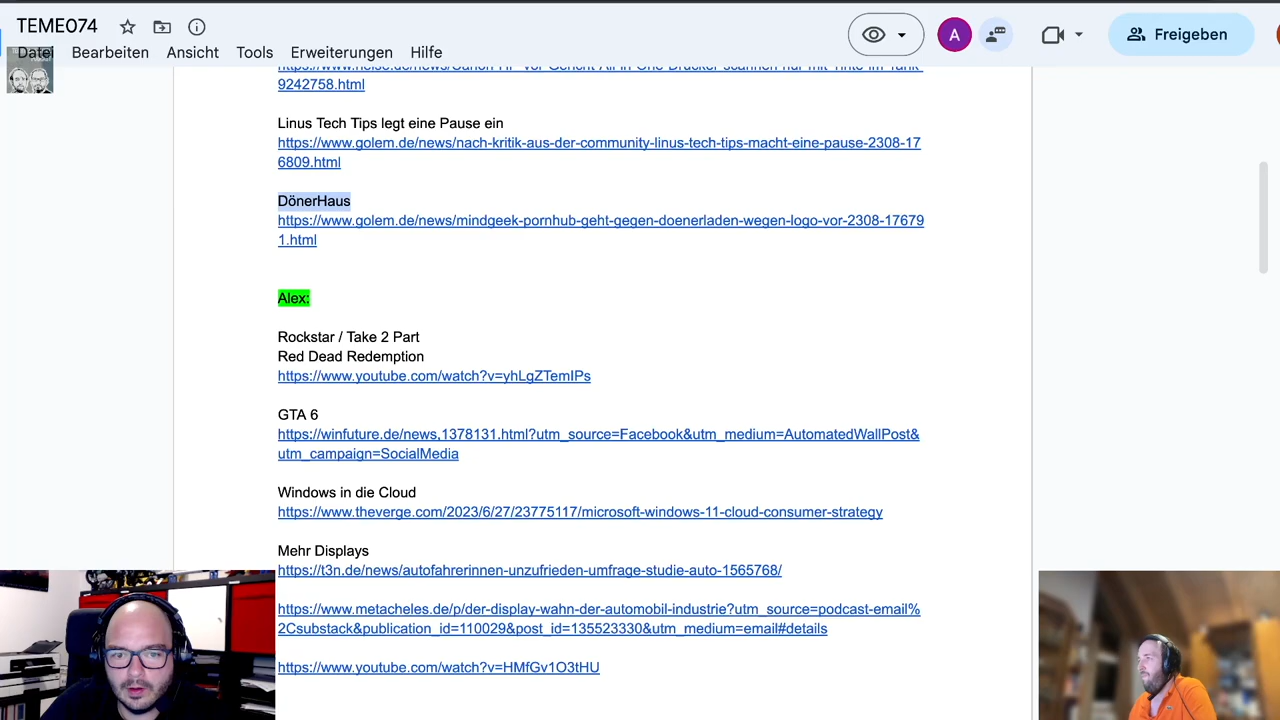 TEME074
Freigeben
A
Datei Bearbeiten Ansicht Tools Erweiterungen Hilfe
9242758.html
Linus Tech Tips legt eine Pause ein
https://www.golem.de/news/nach-kritik-aus-der-community-linus-tech-tips-macht-eine-pause-2308-17
6809.html
DönerHaus
https://www.golem.de/news/mindgeek-pornhub-geht-gegen-doenerladen-wegen-logo-vor-2308-17679
1.html
Alex:
Rockstar / Take 2 Part
Red Dead Redemption
https://www.youtube.com/watch?v=yhLgZTemIPs
GTA 6
https://winfuture.de/news,1378131.html?utm_source=Facebook&utm_medium=AutomatedWallPost&
utm_campaign=SocialMedia
Windows in die Cloud
https://www.theverge.com/2023/6/27/23775117/microsoft-windows-11-cloud-consumer-strategy
Mehr Displays
https://t3n.de/news/autofahrerinnen-unzufrieden-umfrage-studie-auto-1565768/
https://www.metacheles.de/p/der-display-wahn-der-automobil-industrie?utm_source=podcast-email%
2Csubstack&publication_id=110029&post_id=135523330&utm_medium=email#details
https://www.youtube.com/watch?v=HMfGv1O3tHU